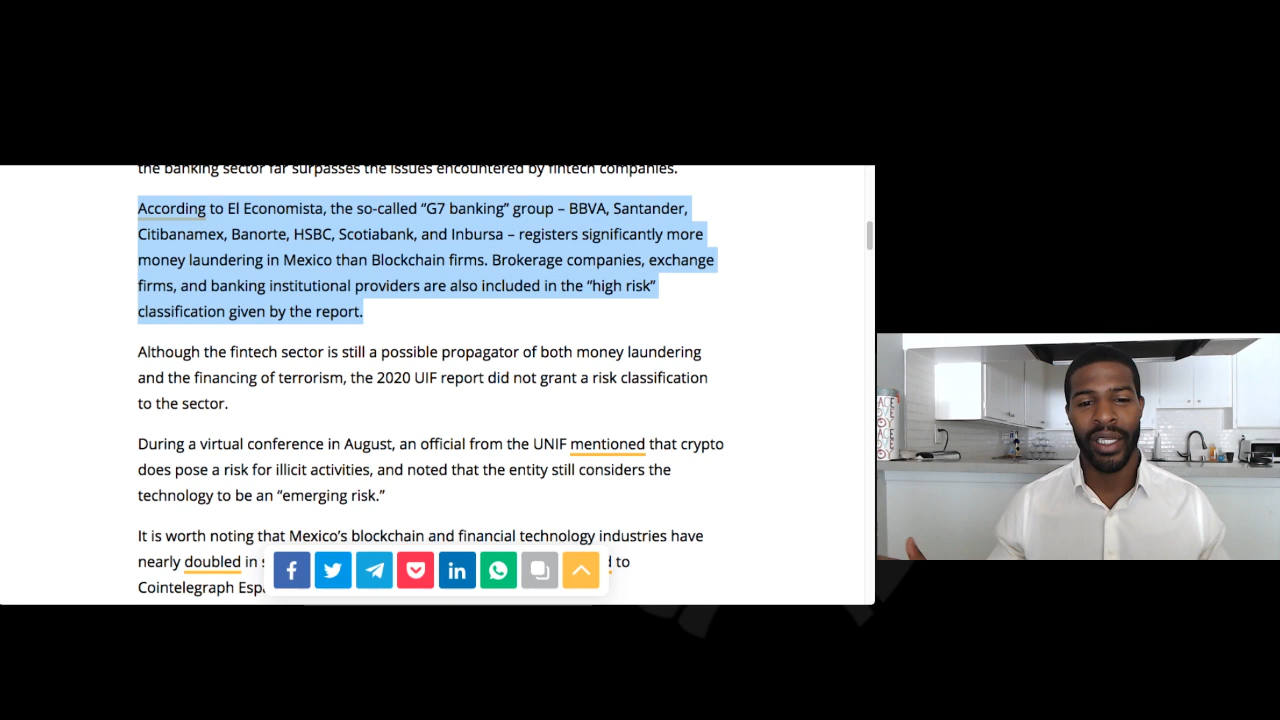 the banking sector far surpasses the issues encountered by fintech companies.
According to El Economista, the so-called “G7 banking” group – BBVA, Santander,
Citibanamex, Banorte, HSBC, Scotiabank, and Inbursa – registers significantly more
money laundering in Mexico than Blockchain firms. Brokerage companies, exchange
firms, and banking institutional providers are also included in the “high risk”
classification given by the report.
Although the fintech sector is still a possible propagator of both money laundering
and the financing of terrorism, the 2020 UIF report did not grant a risk classification
to the sector.
During a virtual conference in August, an official from the UNIF mentioned that crypto
does pose a risk for illicit activities, and noted that the entity still considers the
technology to be an “emerging risk.”
It is worth noting that Mexico’s blockchain and financial technology industries have
nearly doubled in to
Cointelegraph